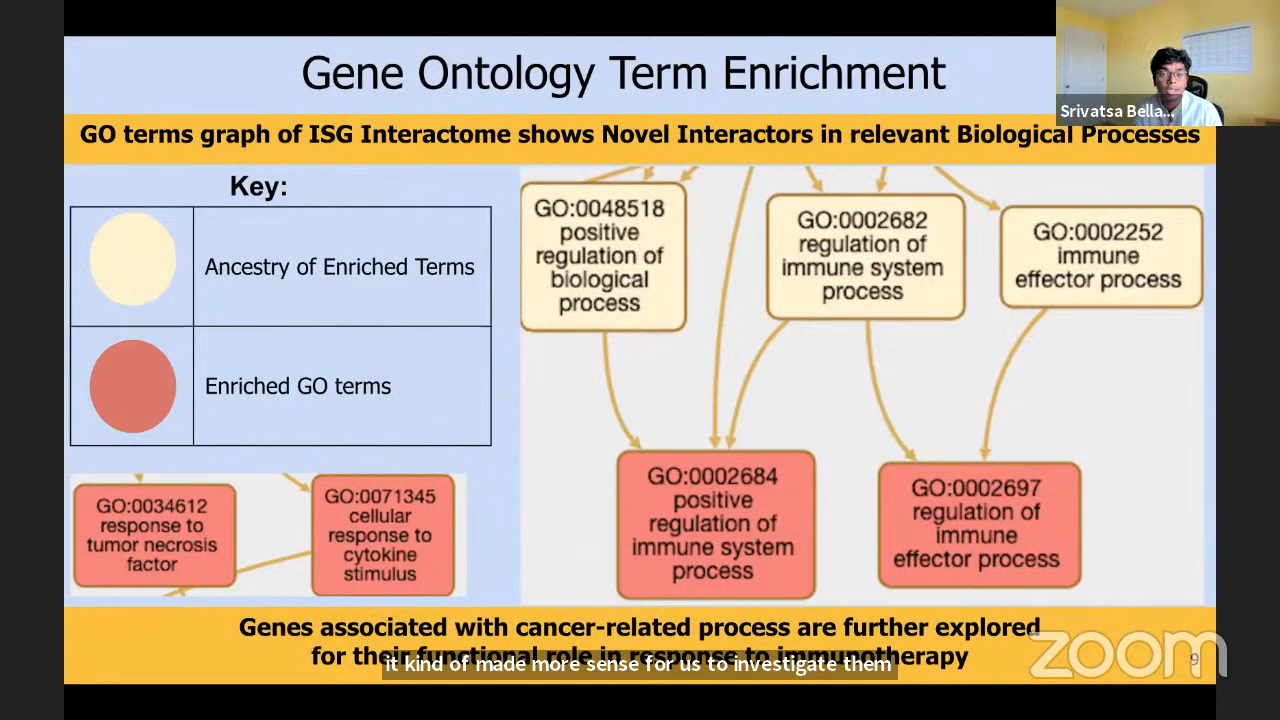 Gene Ontology Term Enrichment
Srivatsa Bella...
GO terms graph of ISG Interactome shows Novel Interactors in relevant Biological Processes
Key:
Ancestry of Enriched Terms
Enriched GO terms
GO:0048518
positive
regulation of
biological
process
GO:0002682
regulation of
immune system
process
GO:0002252
immune
effector process
GO:0034612
response to
tumor necrosis
factor
GO:0071345
cellular
response to
cytokine
stimulus
GO:0002684
positive
regulation of
immune system
process
GO:0002697
regulation of
immune
effector process
Genes associated with cancer-related process are further explored
for their functional role in response to immunotherapy
it kind of made more sense for us to investigate them
zoom
9